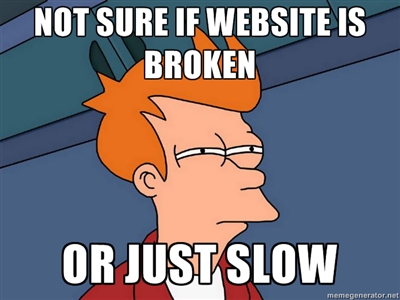 NOT SURE IF WEBSITE IS
BROKEN
OR JUST SLOW
memegenerator.net